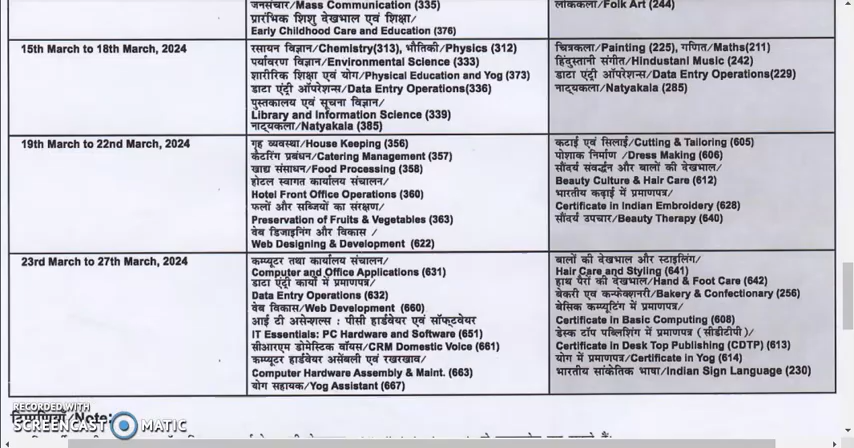 जनसंचार/Mass Communication (335)
प्रारंभिक शिशु देखभाल एवं शिक्षा/
Early Childhood Care and Education (376)
लोककला/Folk Art (244)
15th March to 18th March, 2024
रसायन विज्ञान/Chemistry(313), भौतिकी/Physics (312)
पर्यावरण विज्ञान/Environmental Science (333)
शारीरिक शिक्षा एवं योग/Physical Education and Yog (373)
डाटा एंट्री ऑपरेशन्स/Data Entry Operations(336)
पुस्तकालय एवं सूचना विज्ञान/
Library and Information Science (339)
नाट्यकला/Natyakala (385)
चित्रकला/Painting (225), गणित/Maths(211)
हिंदुस्तानी संगीत/Hindustani Music (242)
डाटा एंट्री ऑपरेशन्स/Data Entry Operations(229)
नाट्यकला/Natyakala (285)
19th March to 22nd March, 2024
गृह व्यवस्था/House Keeping (356)
कैटरिंग प्रबंधन/Catering Management (357)
खाद्य संसाधन/Food Processing (358)
होटल स्वागत कार्यालय संचालन/
Hotel Front Office Operations (360)
फलों और सब्जियों का संरक्षण/
Preservation of Fruits & Vegetables (363)
वेब डिजाइनिंग और विकास /
Web Designing & Development (622)
कटाई एवं सिलाई/Cutting & Tailoring (605)
पोशाक निर्माण /Dress Making (606)
सौंदर्य संवर्द्धन और बालों की देखभाल/
Beauty Culture & Hair Care (612)
भारतीय कढ़ाई में प्रमाणपत्र/
Certificate in Indian Embroidery (628)
सौंदर्य उपचार/Beauty Therapy (640)
23rd March to 27th March, 2024
कम्प्यूटर तथा कार्यालय संचालन/
Computer and Office Applications (631)
डाटा एंट्री कार्यों में प्रमाणपत्र/
Data Entry Operations (632)
वेब विकास/Web Development (660)
आई टी असेन्शल्स : पीसी हार्डवेयर एवं सॉफ्टवेयर
IT Essentials: PC Hardware and Software (651)
सीआरएम डोमेस्टिक वॉयस/CRM Domestic Voice (661)
कम्प्यूटर हार्डवेयर असेंबली एवं रखरखाव/
Computer Hardware Assembly & Maint. (663)
योग सहायक/Yog Assistant (667)
बालों की देखभाल और स्टाइलिंग/
Hair Care and Styling (641)
हाथ पैरों की देखभाल/Hand & Foot Care (642)
बेकरी एवं कन्फेक्शनरी/Bakery & Confectionary (256)
बेसिक कम्प्यूटिंग में प्रमाणपत्र/
Certificate in Basic Computing (608)
डेस्क टॉप पब्लिशिंग में प्रमाणपत्र (सीडीटीपी)/
Certificate in Desk Top Publishing (CDTP) (613)
योग में प्रमाणपत्र/Certificate in Yog (614)
भारतीय सांकेतिक भाषा/Indian Sign Language (230)
टिप्पणियाँ/Note:
RECORDED WITH
SCREENCAST MATIC